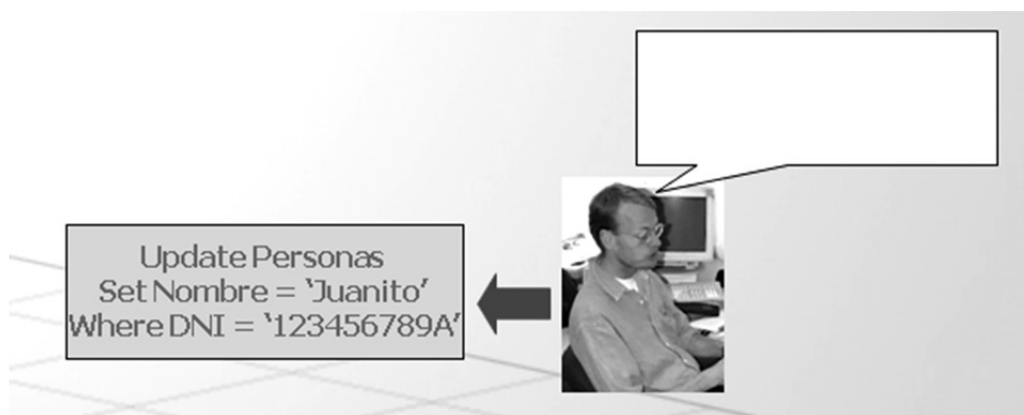 Update Personas
Set Nombre = ‘Juanito’
Where DNI = ‘123456789A’